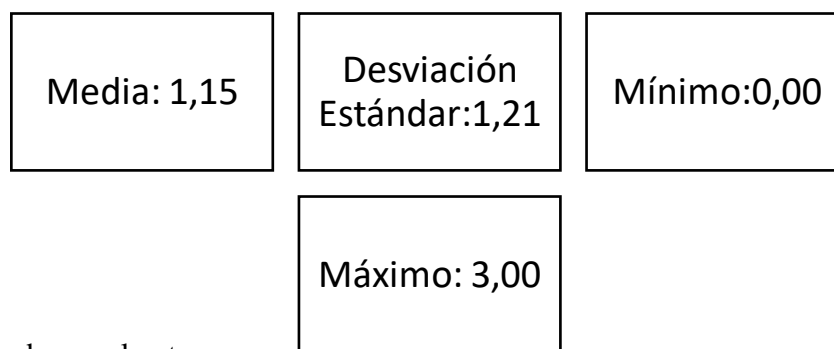 Media: 1,15
Desviación
Estándar:1,21
Mínimo:0,00
Máximo: 3,00